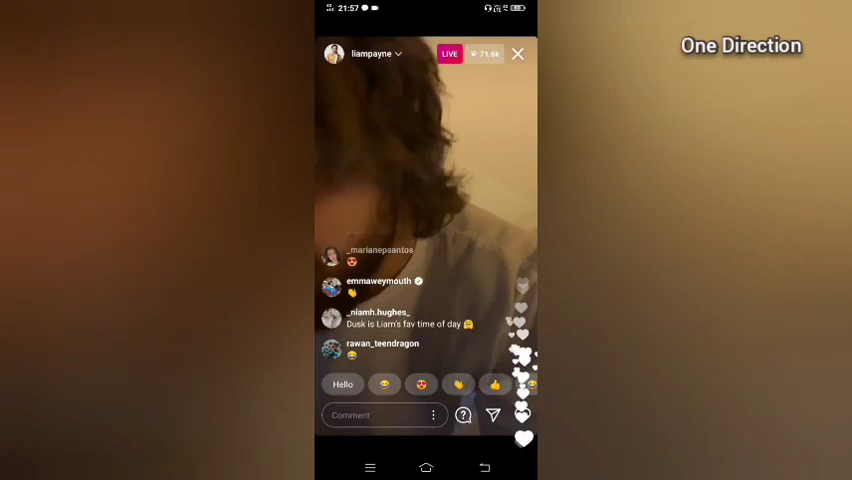 21:57
One Direction
liampayne
LIVE
71.6k
_marianepsantos
😍
emmaweymouth
👏
_niamh.hughes_
Dusk is Liam's fav time of day 🤗
rawan_teendragon
😂
Hello 😂 😍 👏 👍 😂
Comment